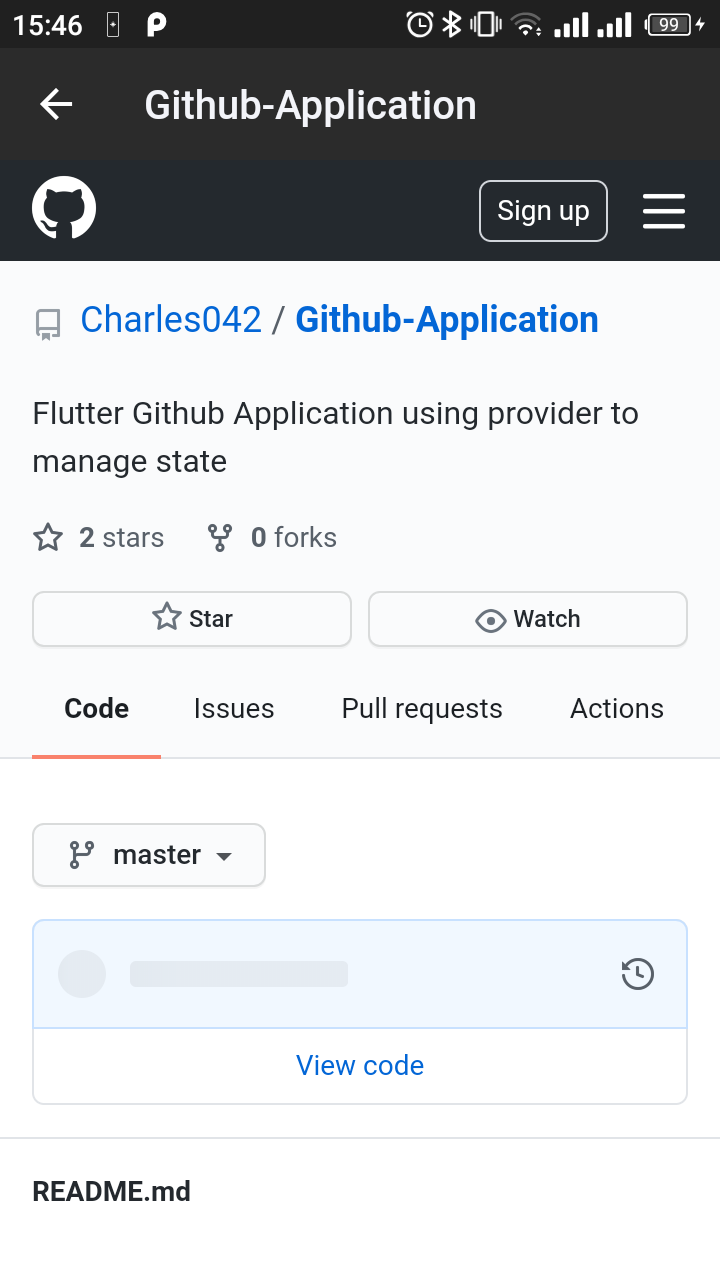 15:46 99
Github-Application
Sign up
Charles042 / Github-Application
Flutter Github Application using provider to
manage state
2 stars 0 forks
Star Watch
Code Issues Pull requests Actions
master
View code
README.md